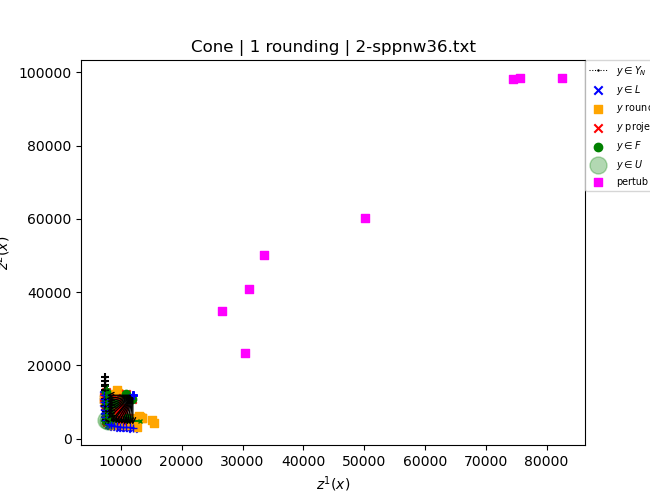 Cone | 1 rounding | 2-sppnw36.txt
100000
80000
60000
40000
20000
0
10000 20000 30000 40000 50000 60000 70000 80000
z¹(x)
z²(x)
y ∈ Y_N
y ∈ L
y roun
y proje
y ∈ F
y ∈ U
pertub